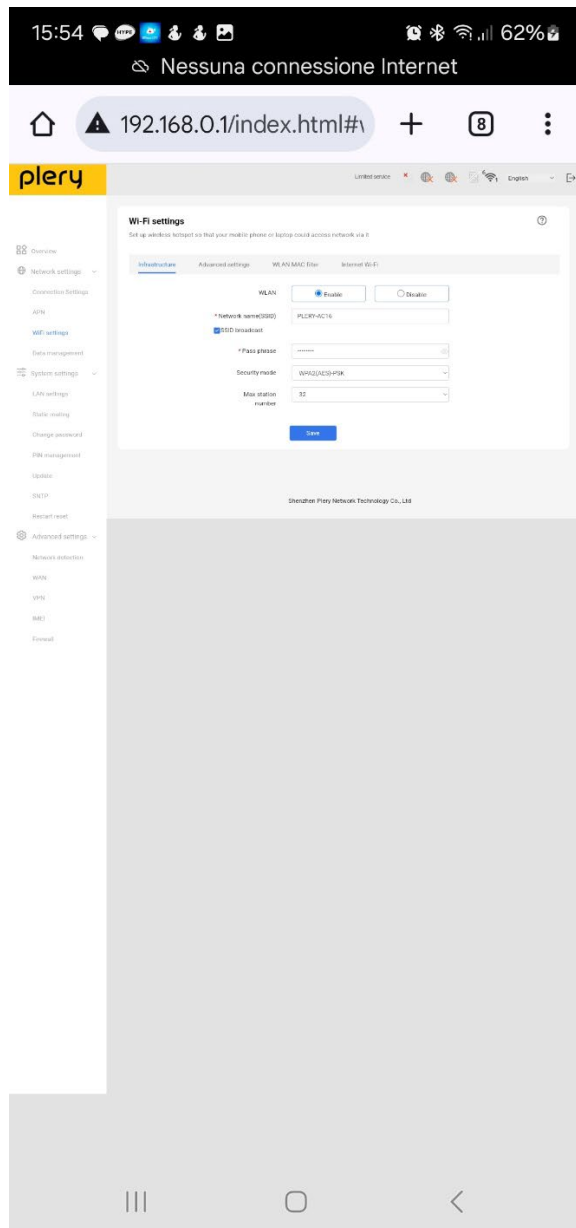 15:54
62%
Nessuna connessione Internet
192.168.0.1/index.html#
8
plery
Limited service
English
Wi-Fi settings
Set up wireless hotspot so that your mobile phone or laptop could access network via it
Overview
Network settings
Connection Settings
APN
WiFi settings
Data management
System settings
LAN settings
Static routing
Change password
PIN management
Update
SNTP
Restart reset
Advanced settings
Network detection
WAN
VPN
IMEI
Firewall
Infrastructure Advanced settings WLAN MAC filter Internet Wi-Fi
WLAN Enable Disable
*Network name(SSID) PLERY-AC16
SSID broadcast
*Pass phrase ········
Security mode WPA2(AES)-PSK
Max station number 32
Save
Shenzhen Plery Network Technology Co., Ltd